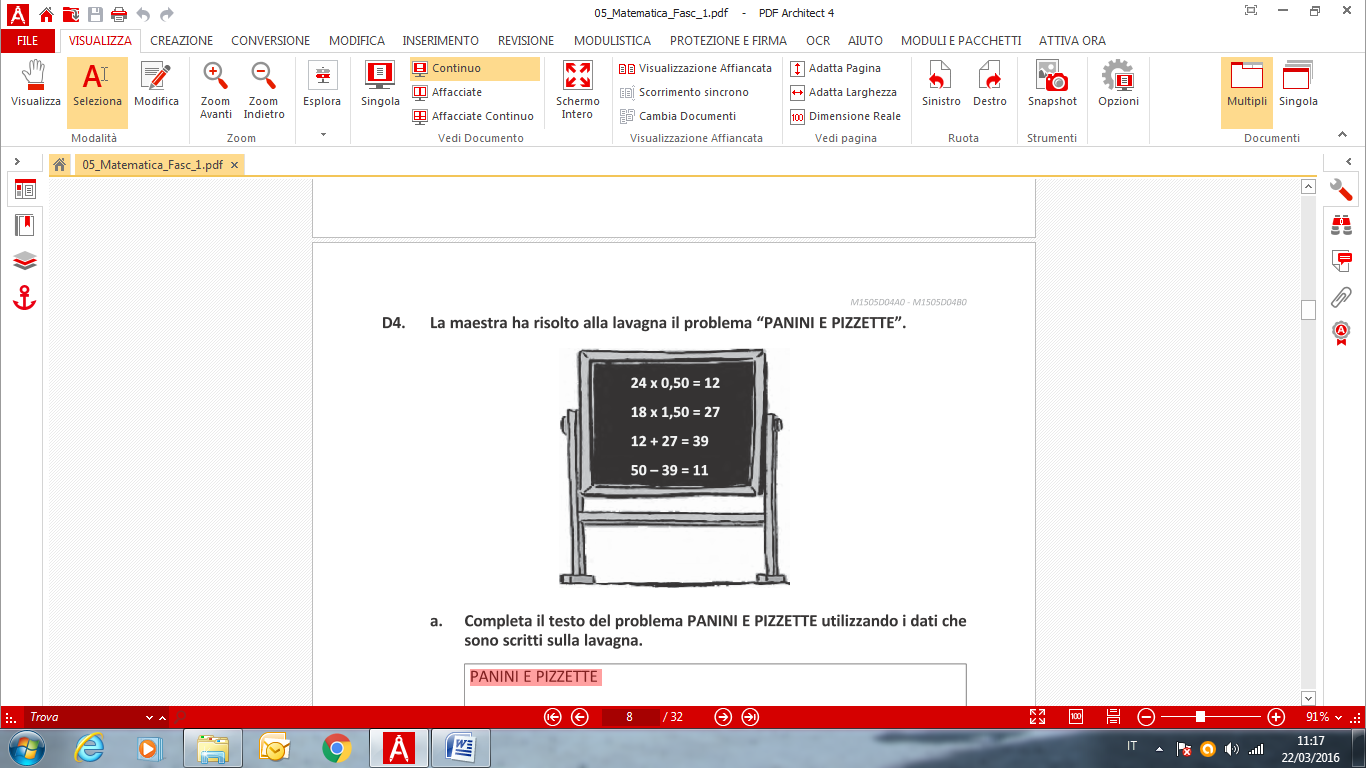 05_Matematica_Fasc_1.pdf - PDF Architect 4
FILE VISUALIZZA CREAZIONE CONVERSIONE MODIFICA INSERIMENTO REVISIONE MODULISTICA PROTEZIONE E FIRMA OCR AIUTO MODULI E PACCHETTI ATTIVA ORA
Visualizza Seleziona Modifica
Modalità
Zoom Avanti Zoom Indietro
Zoom
Esplora
Singola
Continuo
Affacciate
Affacciate Continuo
Vedi Documento
Schermo Intero
Visualizzazione Affiancata
Scorrimento sincrono
Cambia Documenti
Visualizzazione Affiancata
Adatta Pagina
Adatta Larghezza
100 Dimensione Reale
Vedi pagina
Sinistro Destro
Ruota
Snapshot
Strumenti
Opzioni
Multipli Singola
Documenti
05_Matematica_Fasc_1.pdf
M1505D04A0 - M1505D04B0
D4. La maestra ha risolto alla lavagna il problema “PANINI E PIZZETTE”.
24 x 0,50 = 12
18 x 1,50 = 27
12 + 27 = 39
50 – 39 = 11
a. Completa il testo del problema PANINI E PIZZETTE utilizzando i dati che
sono scritti sulla lavagna.
PANINI E PIZZETTE
Trova 8 / 32 100 91%
IT 11:17
22/03/2016